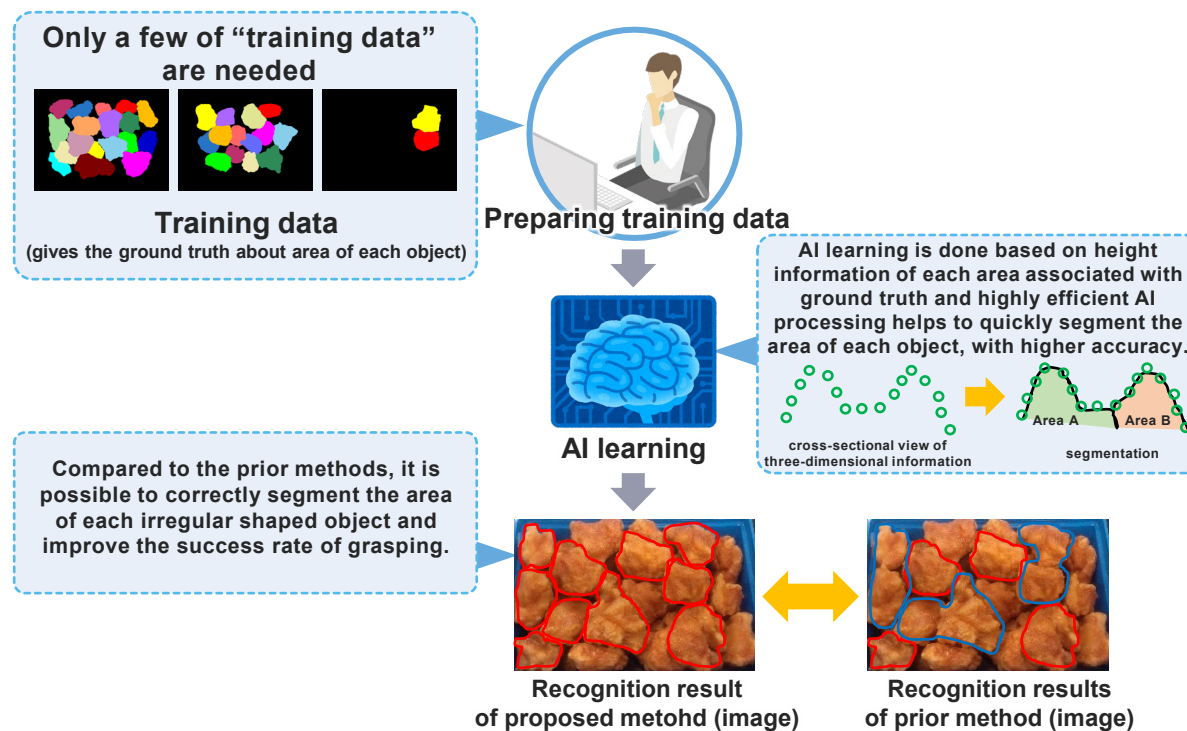 Only a few of “training data”
are needed
Training data
(gives the ground truth about area of each object)
Preparing training data
AI learning is done based on height
information of each area associated with
ground truth and highly efficient AI
processing helps to quickly segment the
area of each object, with higher accuracy.
Area A
Area B
cross-sectional view of
three-dimensional information
segmentation
AI learning
Compared to the prior methods, it is
possible to correctly segment the area
of each irregular shaped object and
improve the success rate of grasping.
Recognition result
of proposed metohd (image)
Recognition results
of prior method (image)